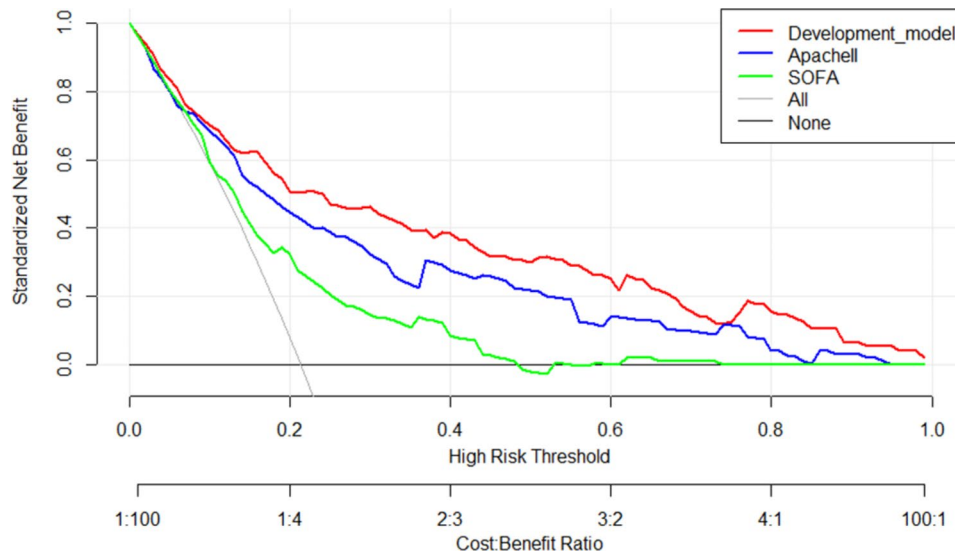 Development_model
Apachell
SOFA
All
None
Standardized Net Benefit
1.0
0.8
0.6
0.4
0.2
0.0
0.0 0.2 0.4 0.6 0.8 1.0
High Risk Threshold
1:100 1:4 2:3 3:2 4:1 100:1
Cost:Benefit Ratio